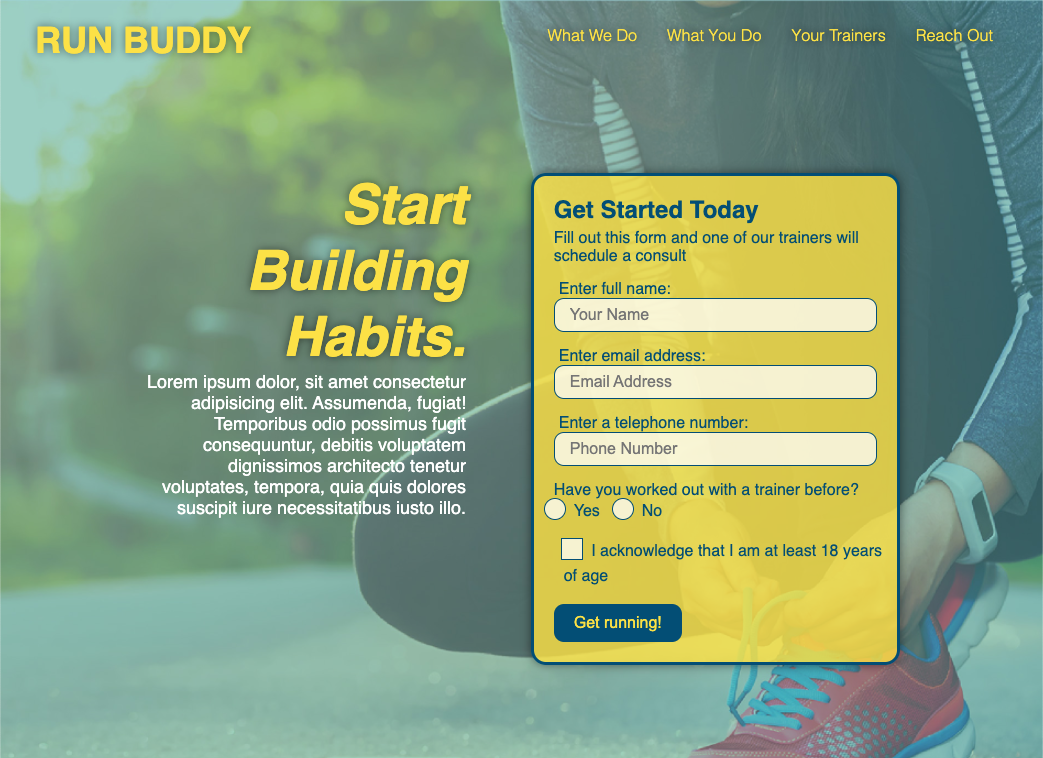 RUN BUDDY
What We Do What You Do Your Trainers Reach Out
Start
Building
Habits.
Lorem ipsum dolor, sit amet consectetur
adipisicing elit. Assumenda, fugiat!
Temporibus odio possimus fugit
consequuntur, debitis voluptatem
dignissimos architecto tenetur
voluptates, tempora, quia quis dolores
suscipit iure necessitatibus iusto illo.
Get Started Today
Fill out this form and one of our trainers will
schedule a consult
Enter full name:
Your Name
Enter email address:
Email Address
Enter a telephone number:
Phone Number
Have you worked out with a trainer before?
Yes No
I acknowledge that I am at least 18 years
of age
Get running!